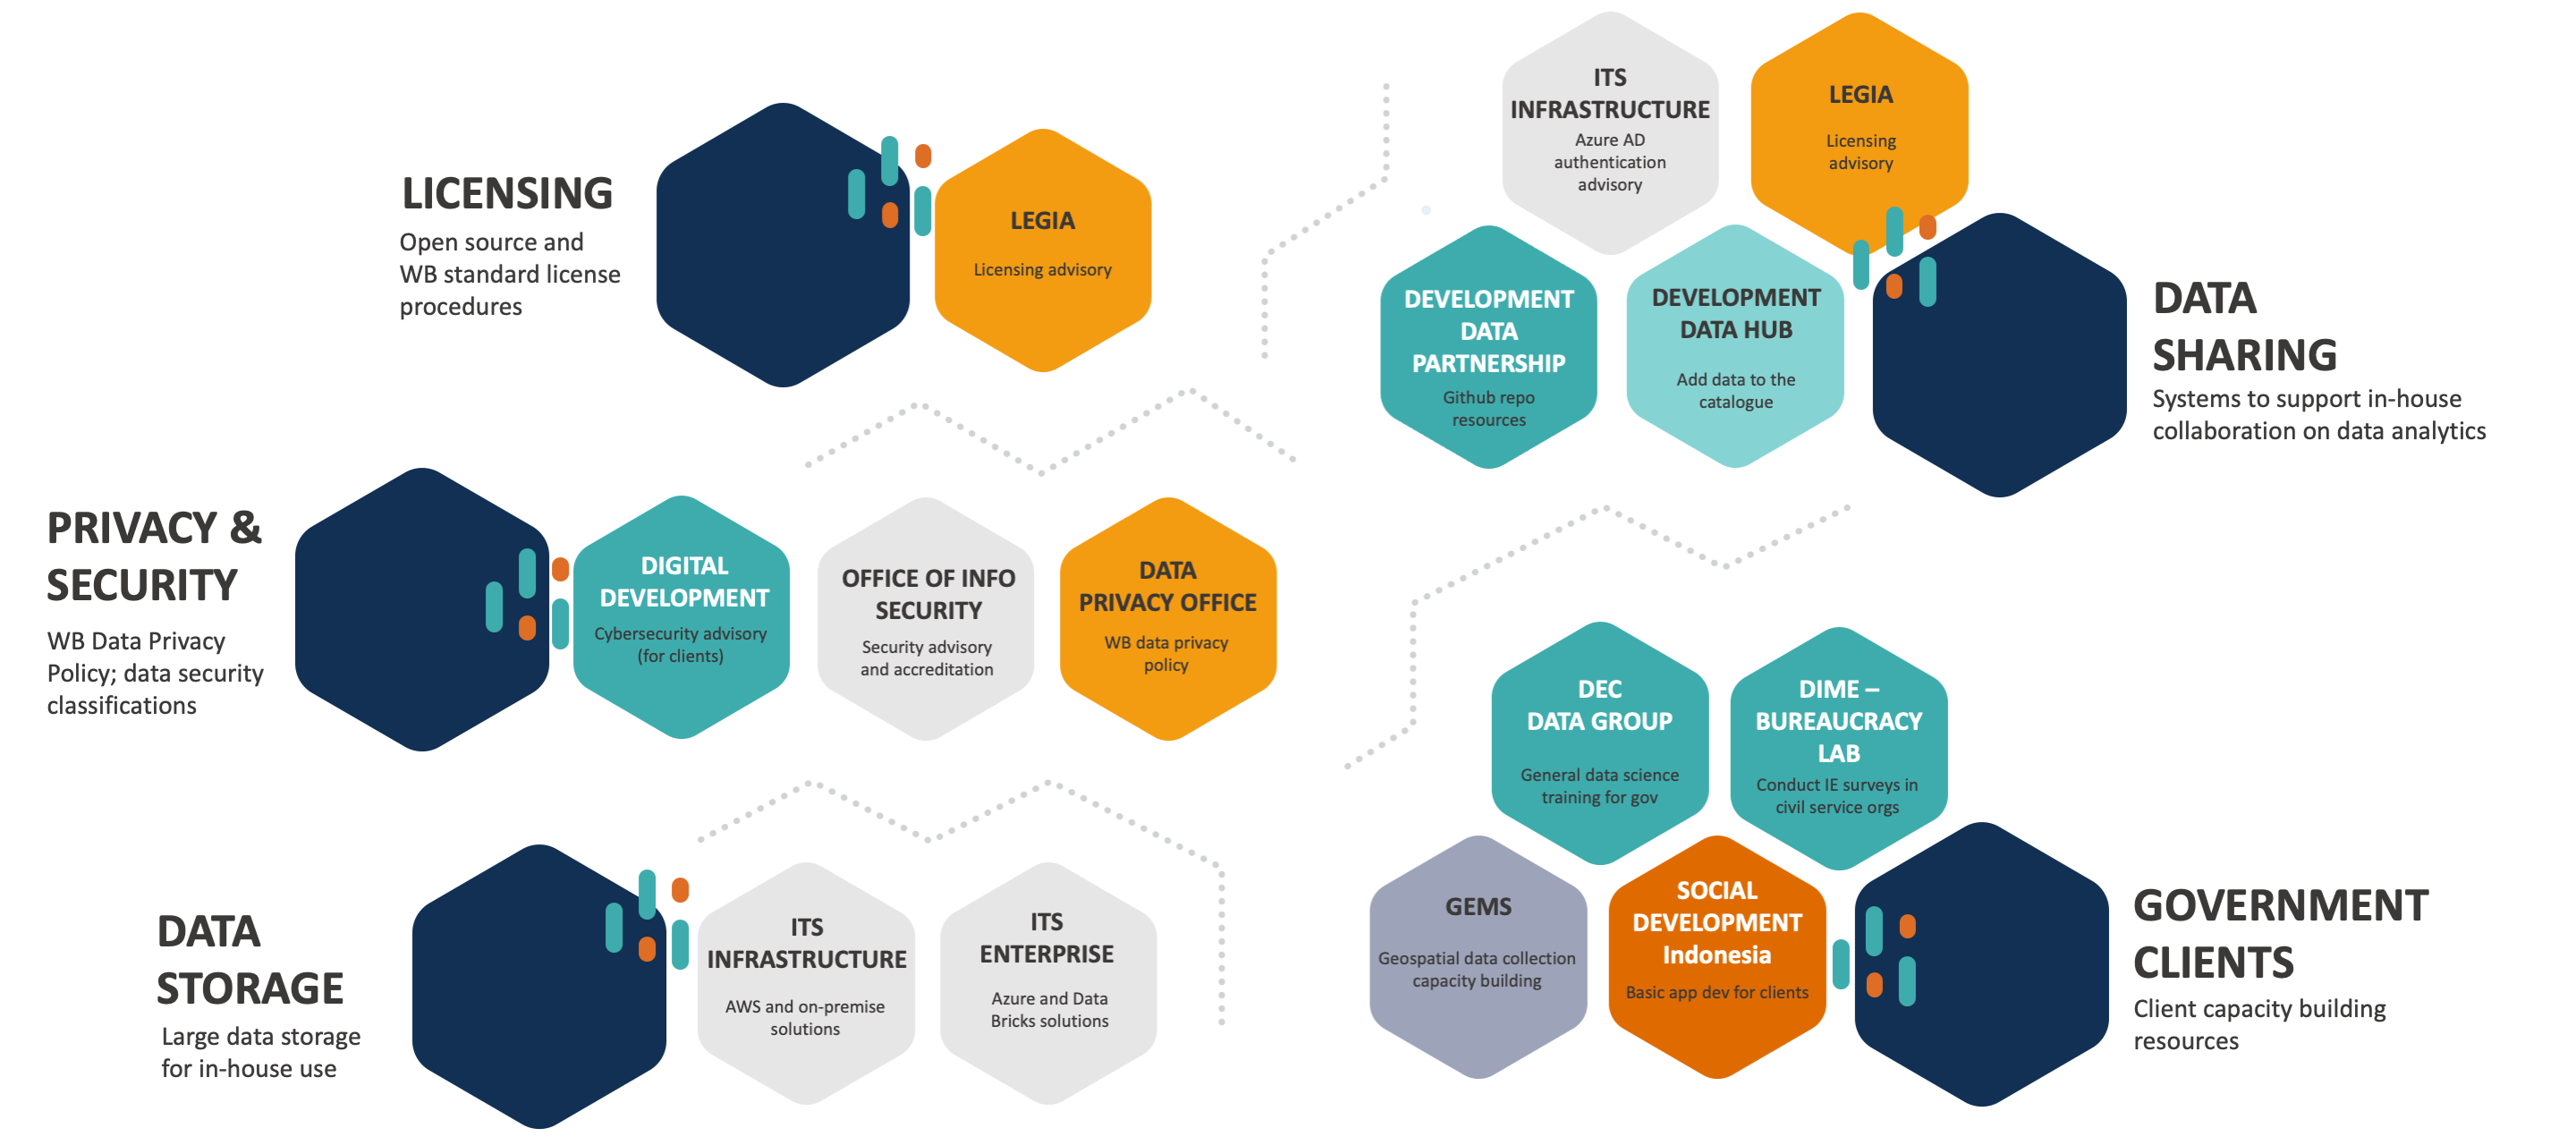 LICENSING
Open source and
WB standard license
procedures
LEGIA
Licensing advisory
ITS
INFRASTRUCTURE
Azure AD
authentication
advisory
LEGIA
Licensing
advisory
DEVELOPMENT
DATA
PARTNERSHIP
Github repo
resources
DEVELOPMENT
DATA HUB
Add data to the
catalogue
DATA
SHARING
Systems to support in-house
collaboration on data analytics
PRIVACY &
SECURITY
WB Data Privacy
Policy; data security
classifications
DIGITAL
DEVELOPMENT
Cybersecurity advisory
(for clients)
OFFICE OF INFO
SECURITY
Security advisory
and accreditation
DATA
PRIVACY OFFICE
WB data privacy
policy
DATA
STORAGE
Large data storage
for in-house use
ITS
INFRASTRUCTURE
AWS and on-premise
solutions
ITS
ENTERPRISE
Azure and Data
Bricks solutions
DEC
DATA GROUP
General data science
training for gov
DIME –
BUREAUCRACY
LAB
Conduct IE surveys in
civil service orgs
GEMS
Geospatial data collection
capacity building
SOCIAL
DEVELOPMENT
Indonesia
Basic app dev for clients
GOVERNMENT
CLIENTS
Client capacity building
resources